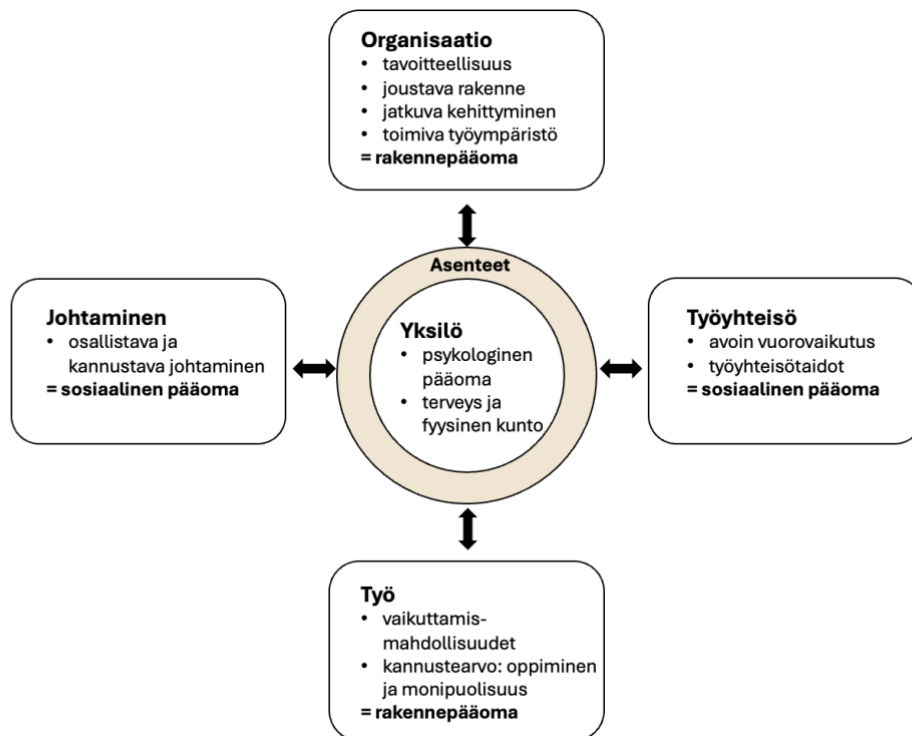 Organisaatio
• tavoitteellisuus
• joustava rakenne
• jatkuva kehittyminen
• toimiva työympäristö
= rakennepääoma
Johtaminen
• osallistava ja
kannustava johtaminen
= sosiaalinen pääoma
Asenteet
Yksilö
• psykologinen
pääoma
• terveys ja
fyysinen kunto
Työyhteisö
• avoin vuorovaikutus
• työyhteisötaidot
= sosiaalinen pääoma
Työ
• vaikuttamis-
mahdollisuudet
• kannustearvo: oppiminen
ja monipuolisuus
= rakennepääoma